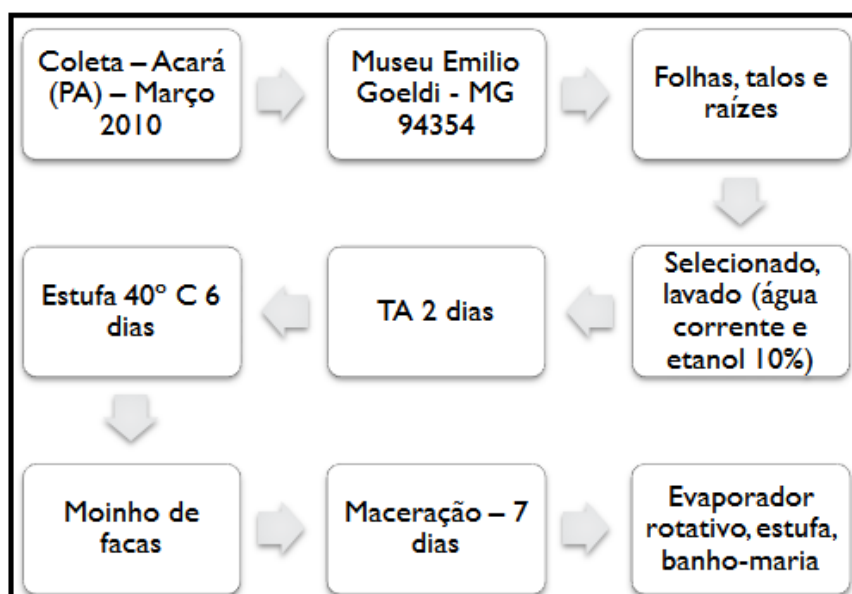 Coleta – Acará
(PA) – Março
2010
Museu Emilio
Goeldi - MG
94354
Folhas, talos e
raízes
Selecionado,
lavado (água
corrente e
etanol 10%)
TA 2 dias
Estufa 40º C 6
dias
Moinho de
facas
Maceração – 7
dias
Evaporador
rotativo, estufa,
banho-maria